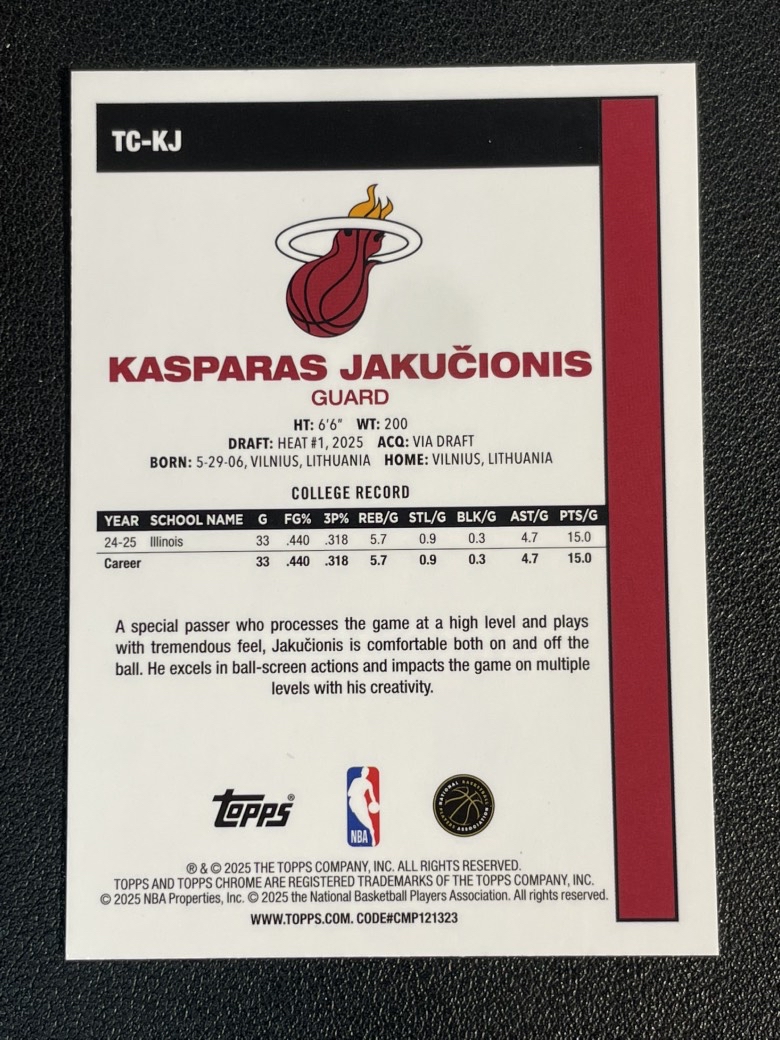 TC-KJ
KASPARAS JAKUČIONIS
GUARD
HT: 6'6" WT: 200
DRAFT: HEAT #1, 2025 ACQ: VIA DRAFT
BORN: 5-29-06, VILNIUS, LITHUANIA HOME: VILNIUS, LITHUANIA
COLLEGE RECORD
YEAR SCHOOL NAME G FG% 3P% REB/G STL/G BLK/G AST/G PTS/G
24-25 Illinois 33 .440 .318 5.7 0.9 0.3 4.7 15.0
Career 33 .440 .318 5.7 0.9 0.3 4.7 15.0
A special passer who processes the game at a high level and plays
with tremendous feel, Jakučionis is comfortable both on and off the
ball. He excels in ball-screen actions and impacts the game on multiple
levels with his creativity.
Topps® NBA NATIONAL BASKETBALL PLAYERS ASSOCIATION
® & © 2025 THE TOPPS COMPANY, INC. ALL RIGHTS RESERVED.
TOPPS AND TOPPS CHROME ARE REGISTERED TRADEMARKS OF THE TOPPS COMPANY, INC.
© 2025 NBA Properties, Inc. © 2025 the National Basketball Players Association. All rights reserved.
WWW.TOPPS.COM. CODE#CMP121323